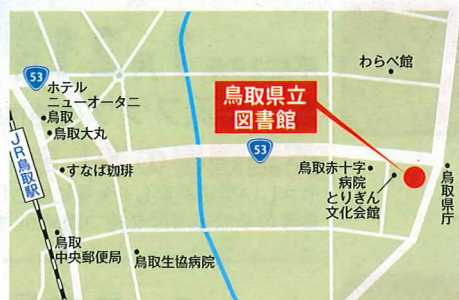 53
わらべ館
ホテル
ニューオータニ
鳥取
鳥取大丸
鳥取県立
図書館
53
JR鳥取駅
すなば珈琲
鳥取赤十字
病院
とりぎん
文化会館
鳥取県庁
鳥取
中央郵便局
鳥取生協病院